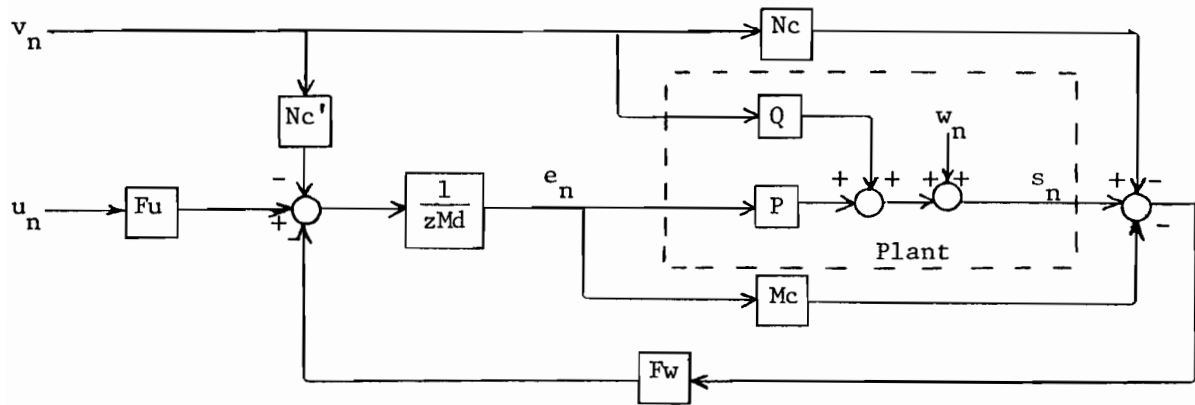 v_n
Nc
Nc'
Q
w_n
- + + + + + -
u_n
Fu
+
-
1
zMd
e_n
P
s_n
-
Plant
Mc
Fw